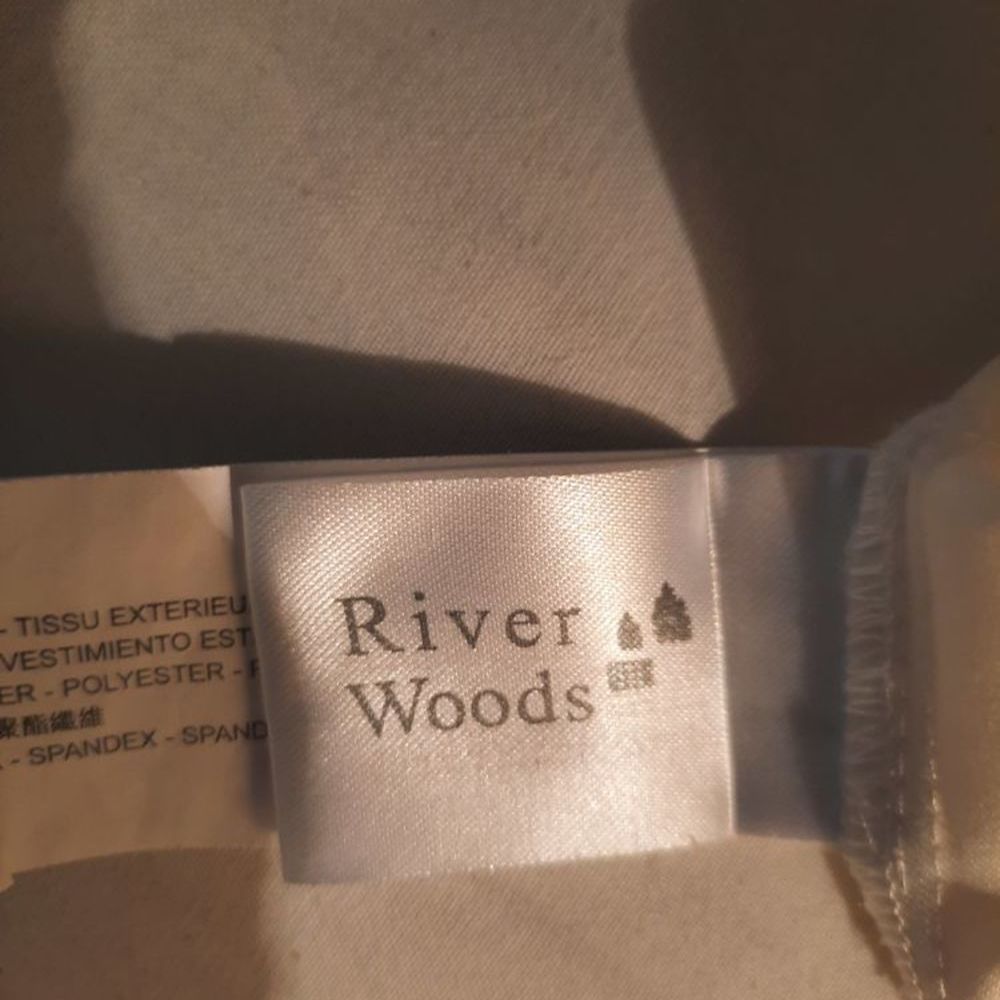 - TISSU EXTERIEU
VESTIMIENTO EST
ER - POLYESTER -
聚酯纖維
- SPANDEX - SPAND
River
Woods